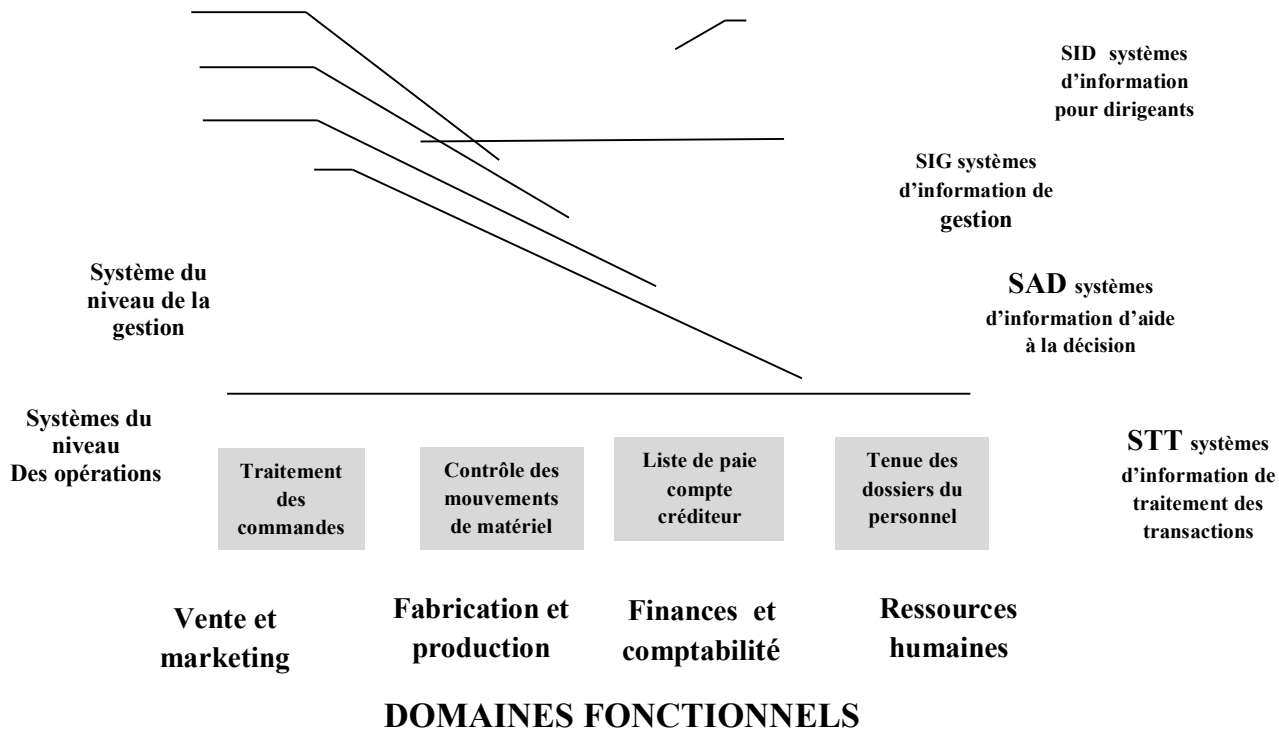 SID systèmes
d’information
pour dirigeants
SIG systèmes
d’information de
gestion
Système du
niveau de la
gestion
SAD systèmes
d’information d’aide
à la décision
Systèmes du
niveau
Des opérations
STT systèmes
d’information de
traitement des
transactions
Traitement
des
commandes
Contrôle des
mouvements
de matériel
Liste de paie
compte
créditeur
Tenue des
dossiers du
personnel
Vente et
marketing
Fabrication et
production
Finances et
comptabilité
Ressources
humaines
DOMAINES FONCTIONNELS